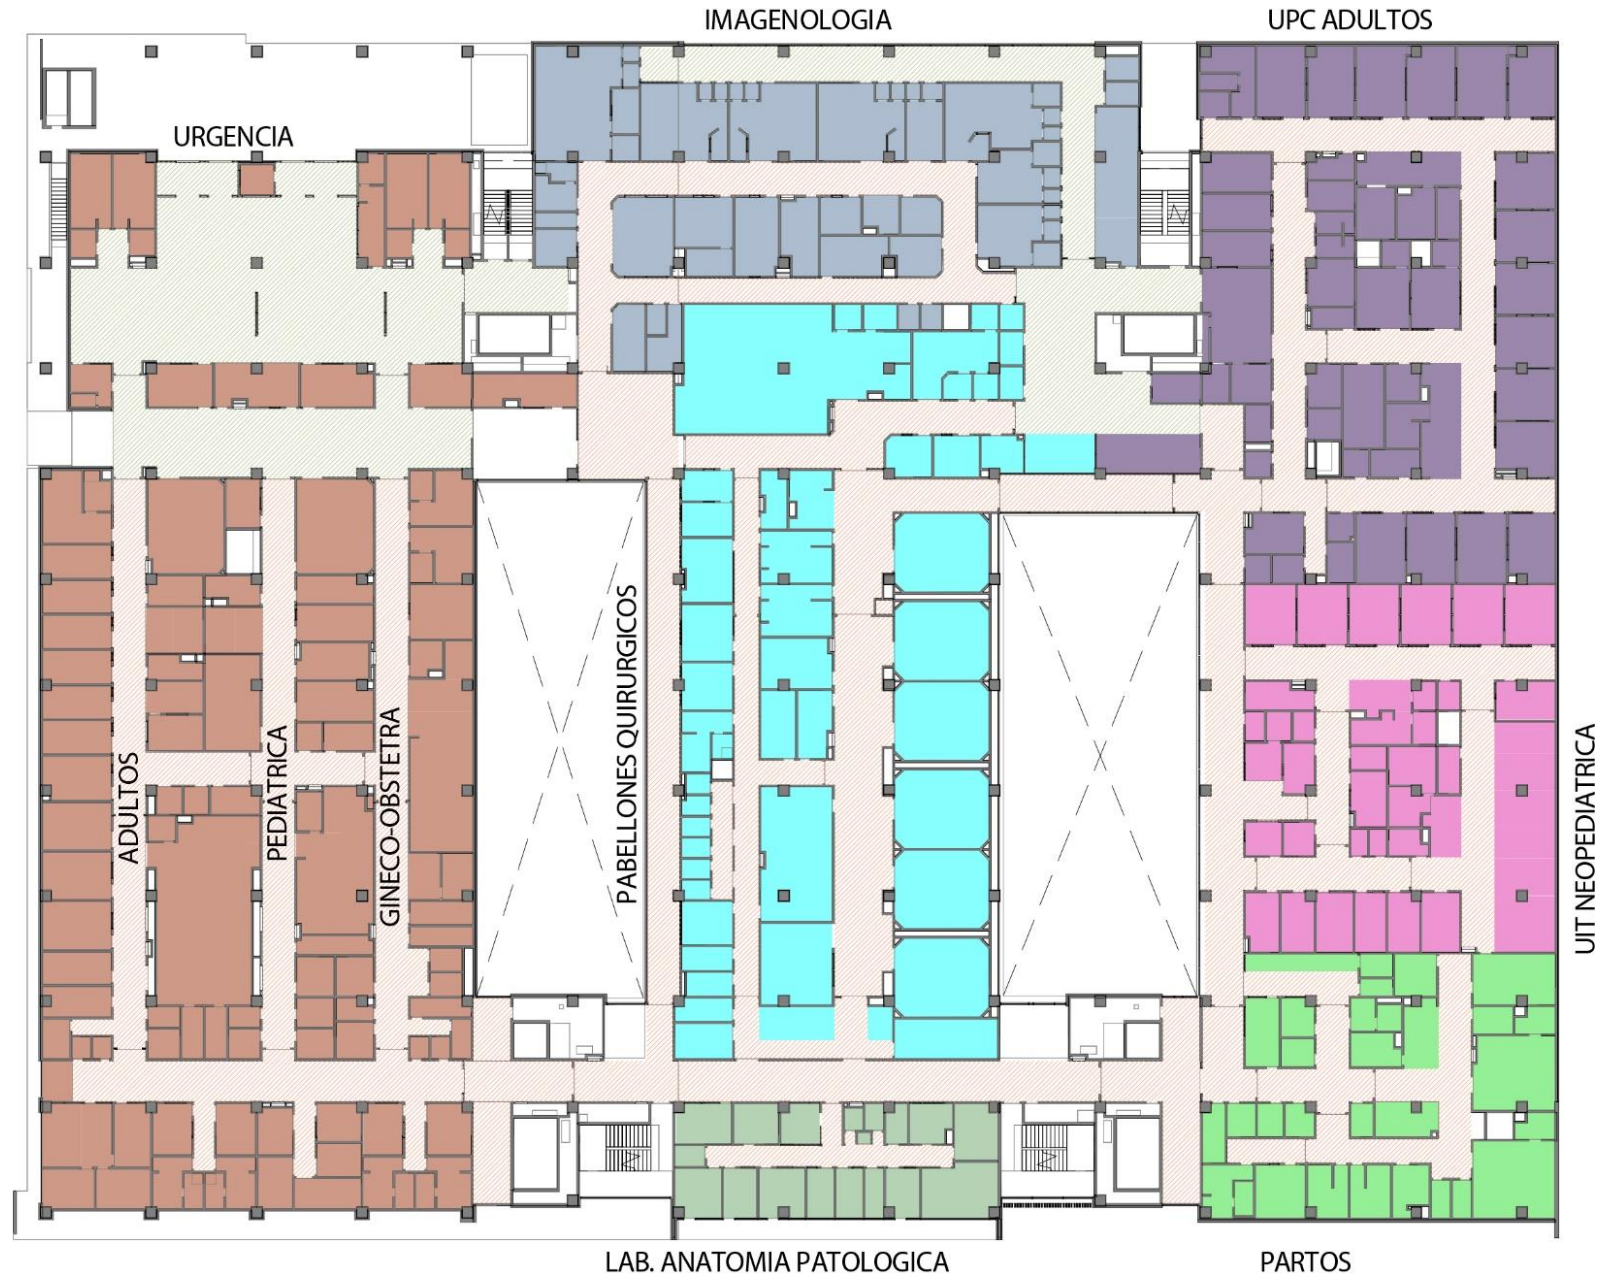 IMAGENOLOGIA
UPC ADULTOS
URGENCIA
ADULTOS
PEDIATRICA
GINECO-OBSTETRA
PABELLONES QUIRURGICOS
UIT NEOPEDIATRICA
LAB. ANATOMIA PATOLOGICA
PARTOS